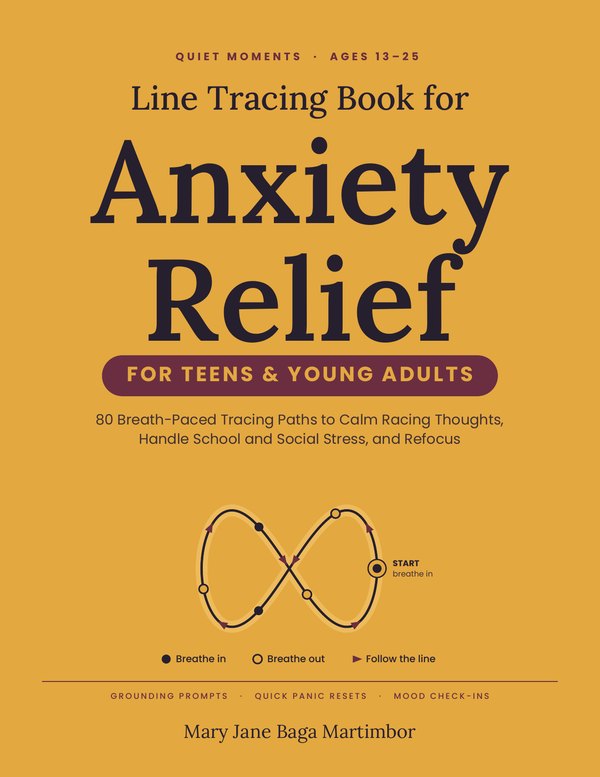 QUIET MOMENTS · AGES 13–25
Line Tracing Book for
Anxiety
Relief
FOR TEENS & YOUNG ADULTS
80 Breath-Paced Tracing Paths to Calm Racing Thoughts,
Handle School and Social Stress, and Refocus
START
breathe in
Breathe in Breathe out Follow the line
GROUNDING PROMPTS · QUICK PANIC RESETS · MOOD CHECK-INS
Mary Jane Baga Martimbor